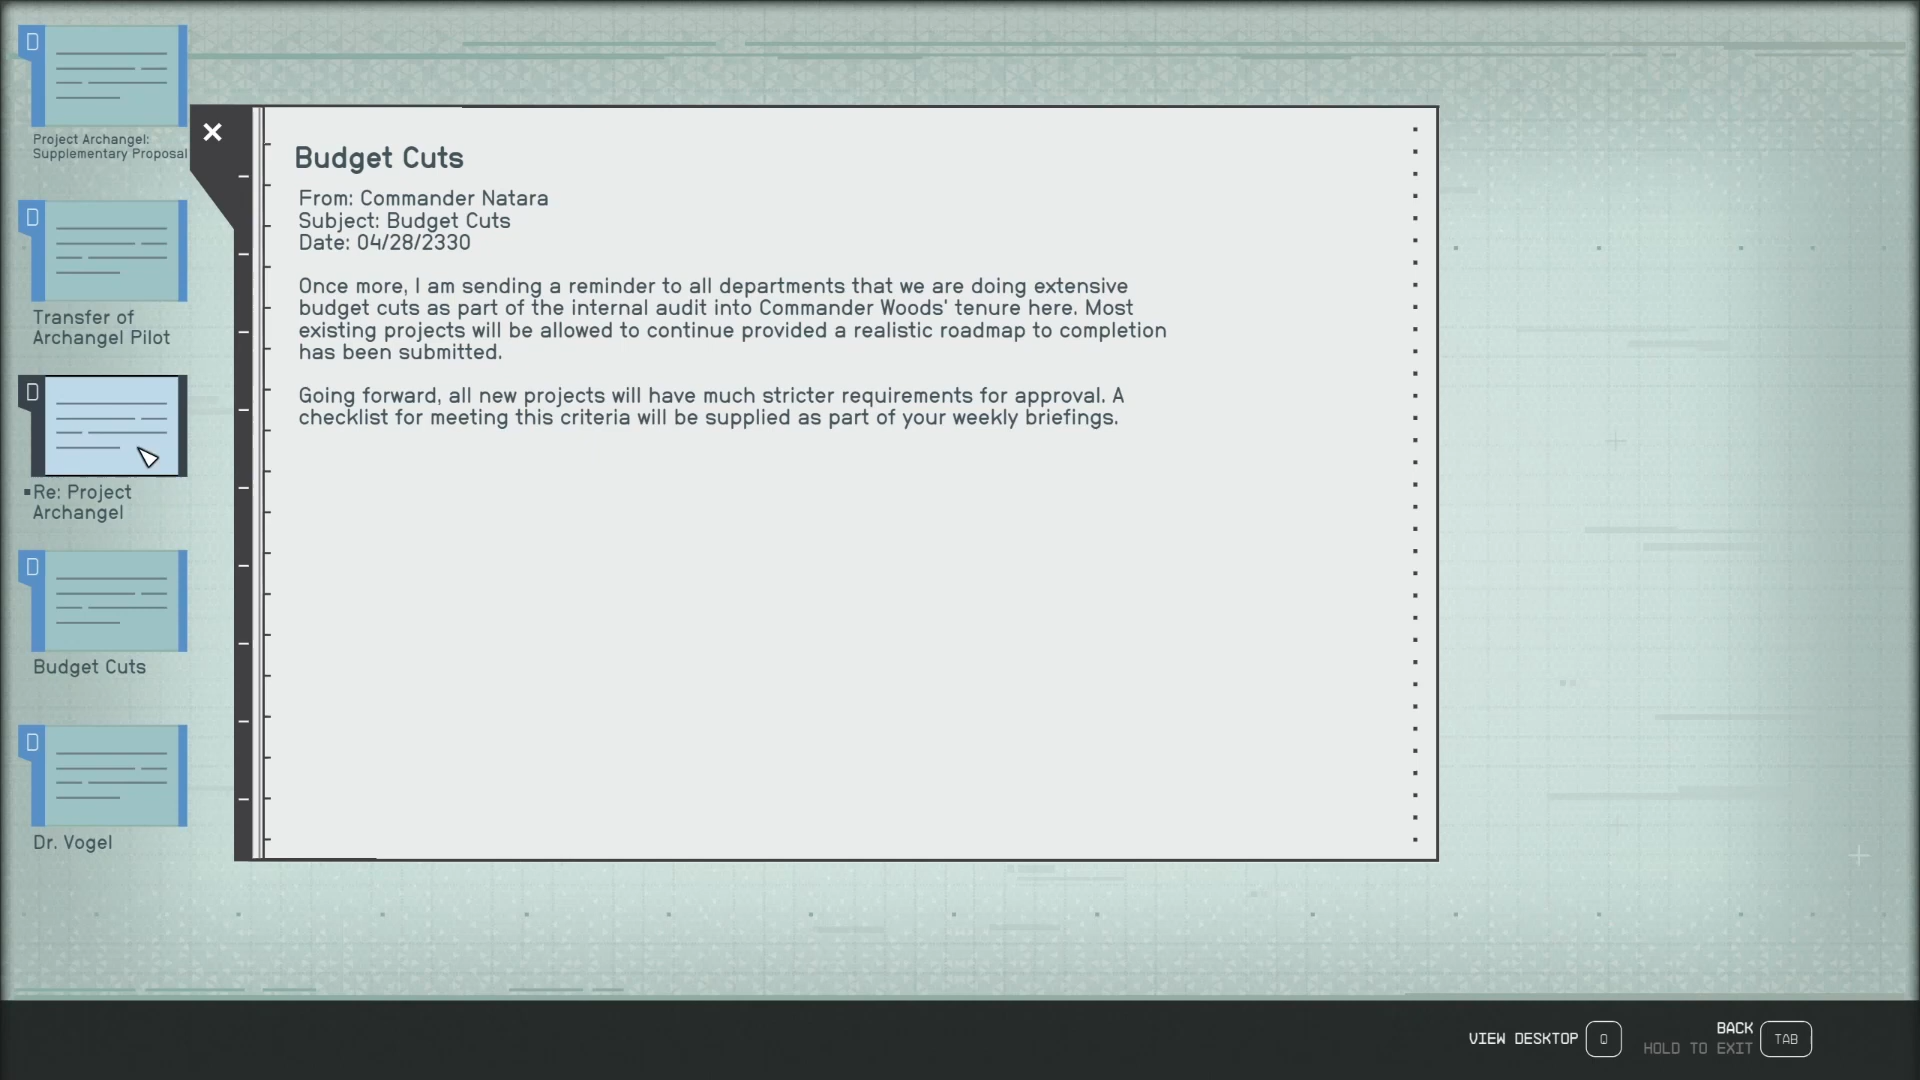 Project Archangel:
Supplementary Proposal
Transfer of
Archangel Pilot
Re: Project
Archangel
Budget Cuts
Dr. Vogel
Budget Cuts
From: Commander Natara
Subject: Budget Cuts
Date: 04/28/2330
Once more, I am sending a reminder to all departments that we are doing extensive
budget cuts as part of the internal audit into Commander Woods' tenure here. Most
existing projects will be allowed to continue provided a realistic roadmap to completion
has been submitted.
Going forward, all new projects will have much stricter requirements for approval. A
checklist for meeting this criteria will be supplied as part of your weekly briefings.
VIEW DESKTOP Q
BACK
HOLD TO EXIT TAB